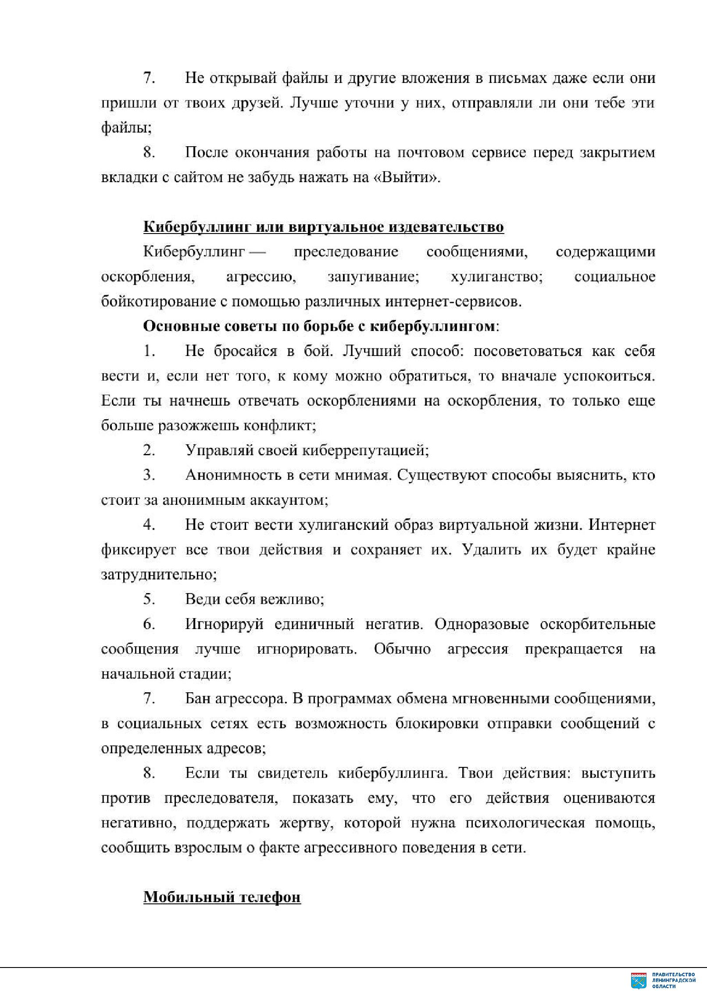 7. Не открывай файлы и другие вложения в письмах даже если они
пришли от твоих друзей. Лучше уточни у них, отправляли ли они тебе эти
файлы;
8. После окончания работы на почтовом сервисе перед закрытием
вкладки с сайтом не забудь нажать на «Выйти».
Кибербуллинг или виртуальное издевательство
Кибербуллинг — преследование сообщениями, содержащими
оскорбления, агрессию, запугивание; хулиганство; социальное
бойкотирование с помощью различных интернет-сервисов.
Основные советы по борьбе с кибербуллингом:
1. Не бросайся в бой. Лучший способ: посоветоваться как себя
вести и, если нет того, к кому можно обратиться, то вначале успокоиться.
Если ты начнешь отвечать оскорблениями на оскорбления, то только еще
больше разожжешь конфликт;
2. Управляй своей киберрепутацией;
3. Анонимность в сети мнимая. Существуют способы выяснить, кто
стоит за анонимным аккаунтом;
4. Не стоит вести хулиганский образ виртуальной жизни. Интернет
фиксирует все твои действия и сохраняет их. Удалить их будет крайне
затруднительно;
5. Веди себя вежливо;
6. Игнорируй единичный негатив. Одноразовые оскорбительные
сообщения лучше игнорировать. Обычно агрессия прекращается на
начальной стадии;
7. Бан агрессора. В программах обмена мгновенными сообщениями,
в социальных сетях есть возможность блокировки отправки сообщений с
определенных адресов;
8. Если ты свидетель кибербуллинга. Твои действия: выступить
против преследователя, показать ему, что его действия оцениваются
негативно, поддержать жертву, которой нужна психологическая помощь,
сообщить взрослым о факте агрессивного поведения в сети.
Мобильный телефон
ПРАВИТЕЛЬСТВО
ЛЕНИНГРАДСКОЙ
ОБЛАСТИ